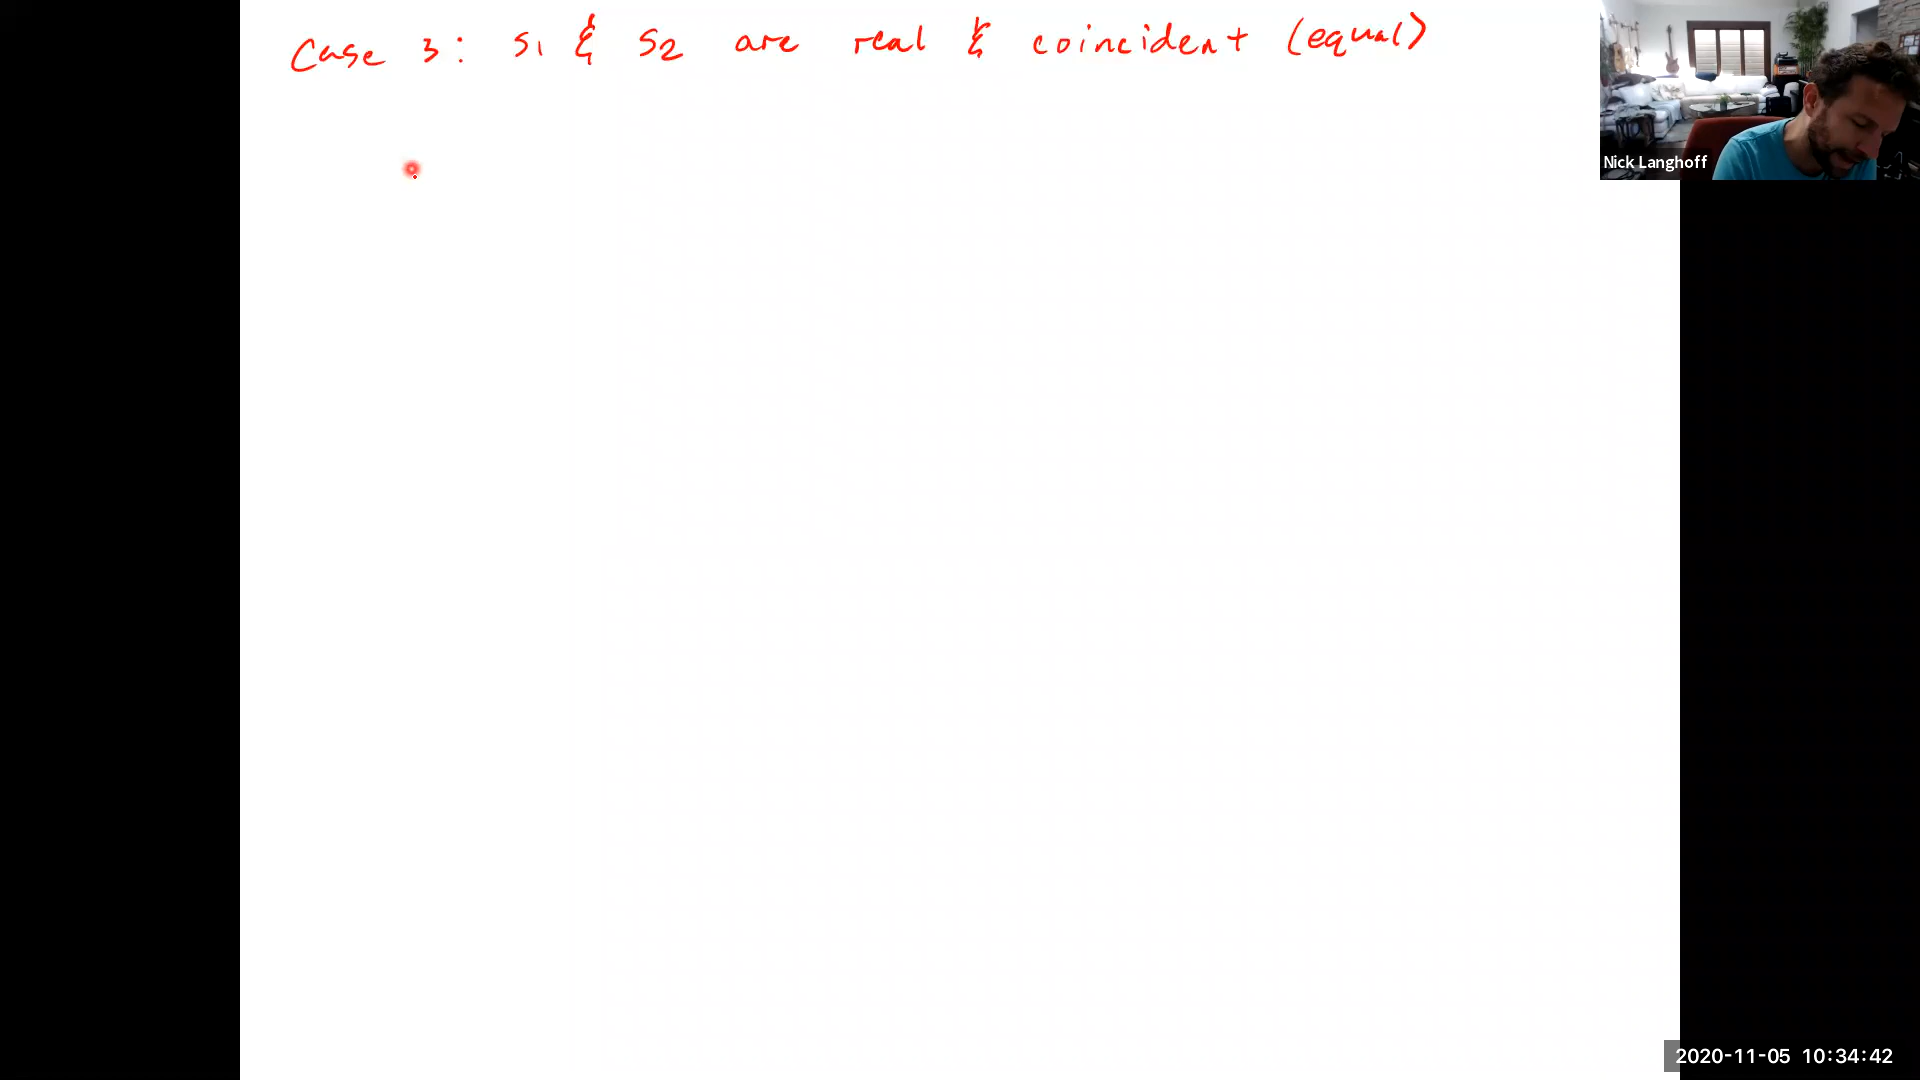 Case 3: s1 & s2 are real & coincident (equal)
Nick Langhoff
2020-11-05 10:34:42